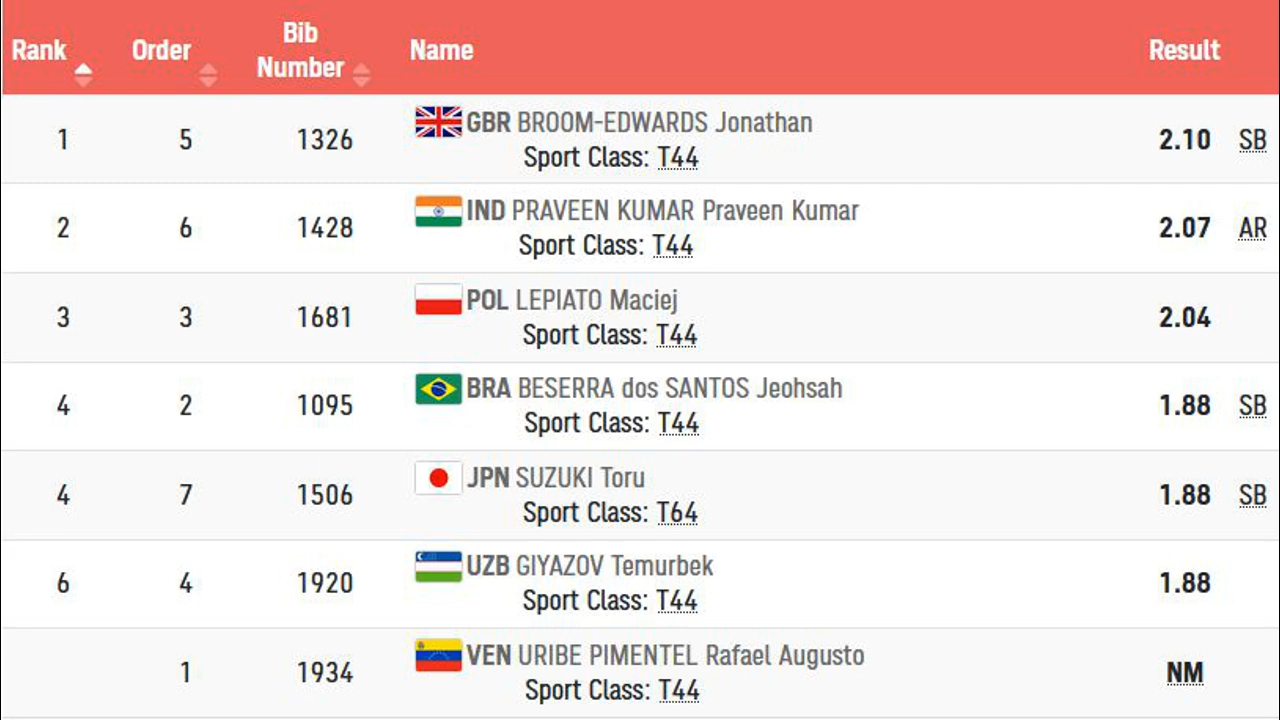 Rank Order Bib Number Name Result
1 5 1326 GBR BROOM-EDWARDS Jonathan 2.10 SB
Sport Class: T44
2 6 1428 IND PRAVEEN KUMAR Praveen Kumar 2.07 AR
Sport Class: T44
3 3 1681 POL LEPIATO Maciej 2.04
Sport Class: T44
4 2 1095 BRA BESERRA dos SANTOS Jeohsah 1.88 SB
Sport Class: T44
4 7 1506 JPN SUZUKI Toru 1.88 SB
Sport Class: T64
6 4 1920 UZB GIYAZOV Temurbek 1.88
Sport Class: T44
1 1934 VEN URIBE PIMENTEL Rafael Augusto NM
Sport Class: T44